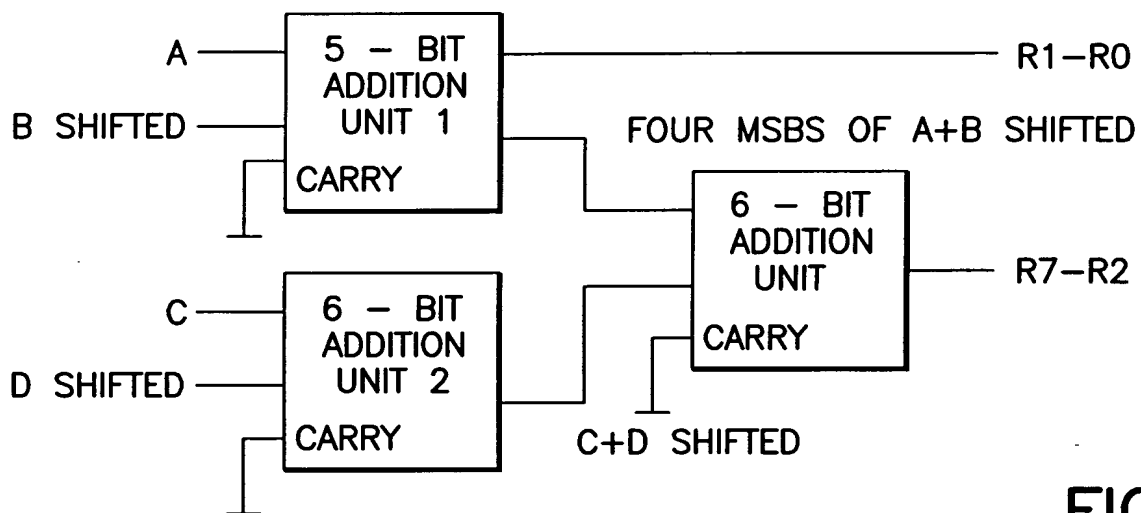 A
5 - BIT
ADDITION
UNIT 1
R1-R0
B SHIFTED
FOUR MSBS OF A+B SHIFTED
CARRY
6 - BIT
ADDITION
UNIT
R7-R2
C
6 - BIT
ADDITION
UNIT 2
CARRY
D SHIFTED
C+D SHIFTED
CARRY